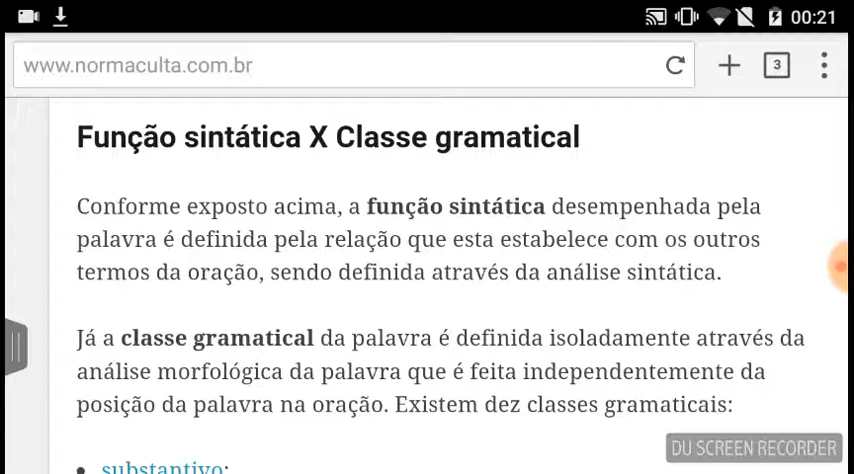 00:21
www.normaculta.com.br
3
Função sintática X Classe gramatical
Conforme exposto acima, a função sintática desempenhada pela
palavra é definida pela relação que esta estabelece com os outros
termos da oração, sendo definida através da análise sintática.
Já a classe gramatical da palavra é definida isoladamente através da
análise morfológica da palavra que é feita independentemente da
posição da palavra na oração. Existem dez classes gramaticais:
DU SCREEN RECORDER
• substantivo;